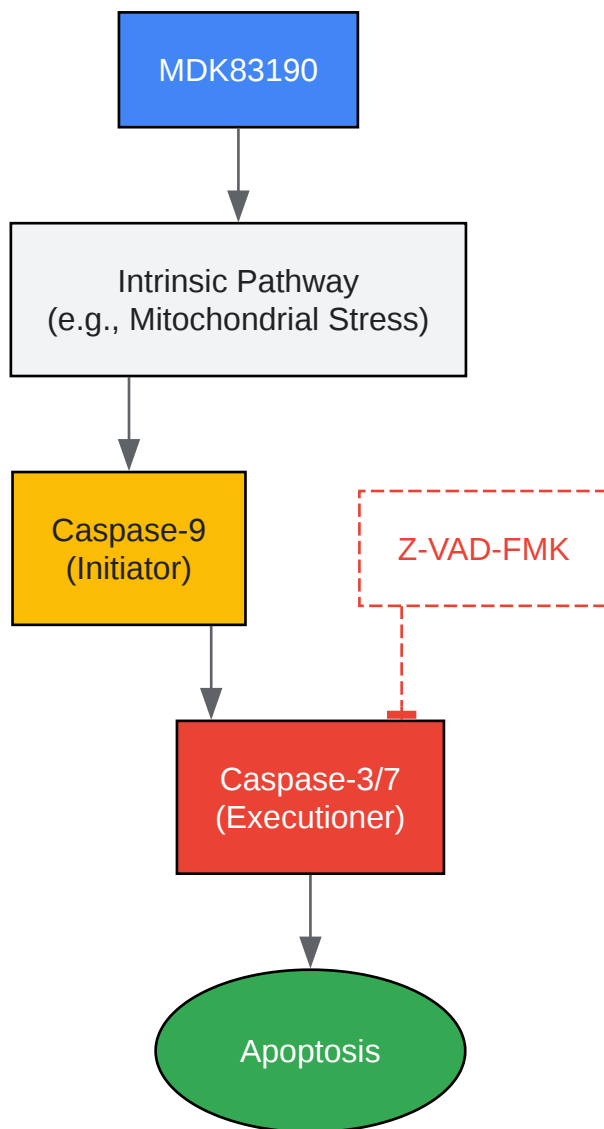 MDK83190
Intrinsic Pathway
(e.g., Mitochondrial Stress)
Caspase-9
(Initiator)
Z-VAD-FMK
Caspase-3/7
(Executioner)
Apoptosis